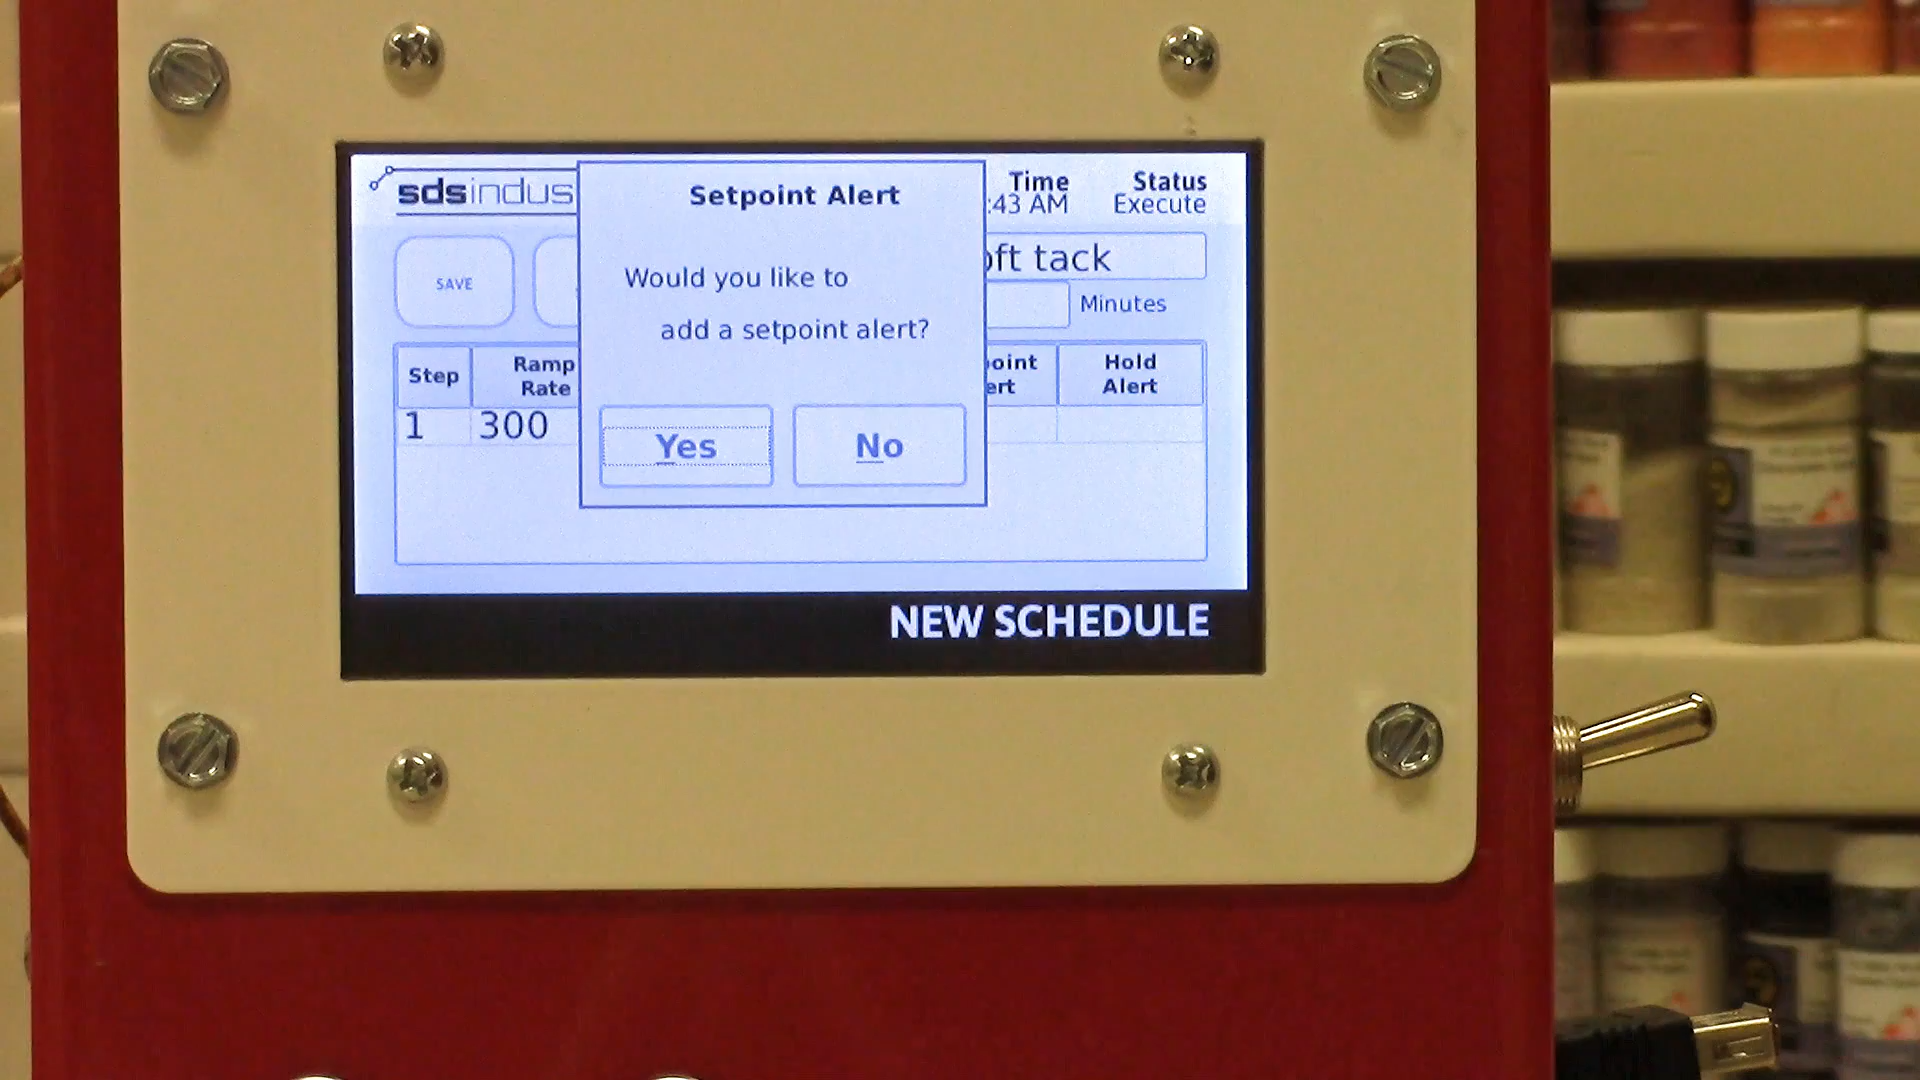 sdsindus
Setpoint Alert
Would you like to
add a setpoint alert?
Yes
No
Time
:43 AM
Status
Execute
SAVE
oft tack
Minutes
Step
Ramp
Rate
oint
ert
Hold
Alert
1
300
NEW SCHEDULE